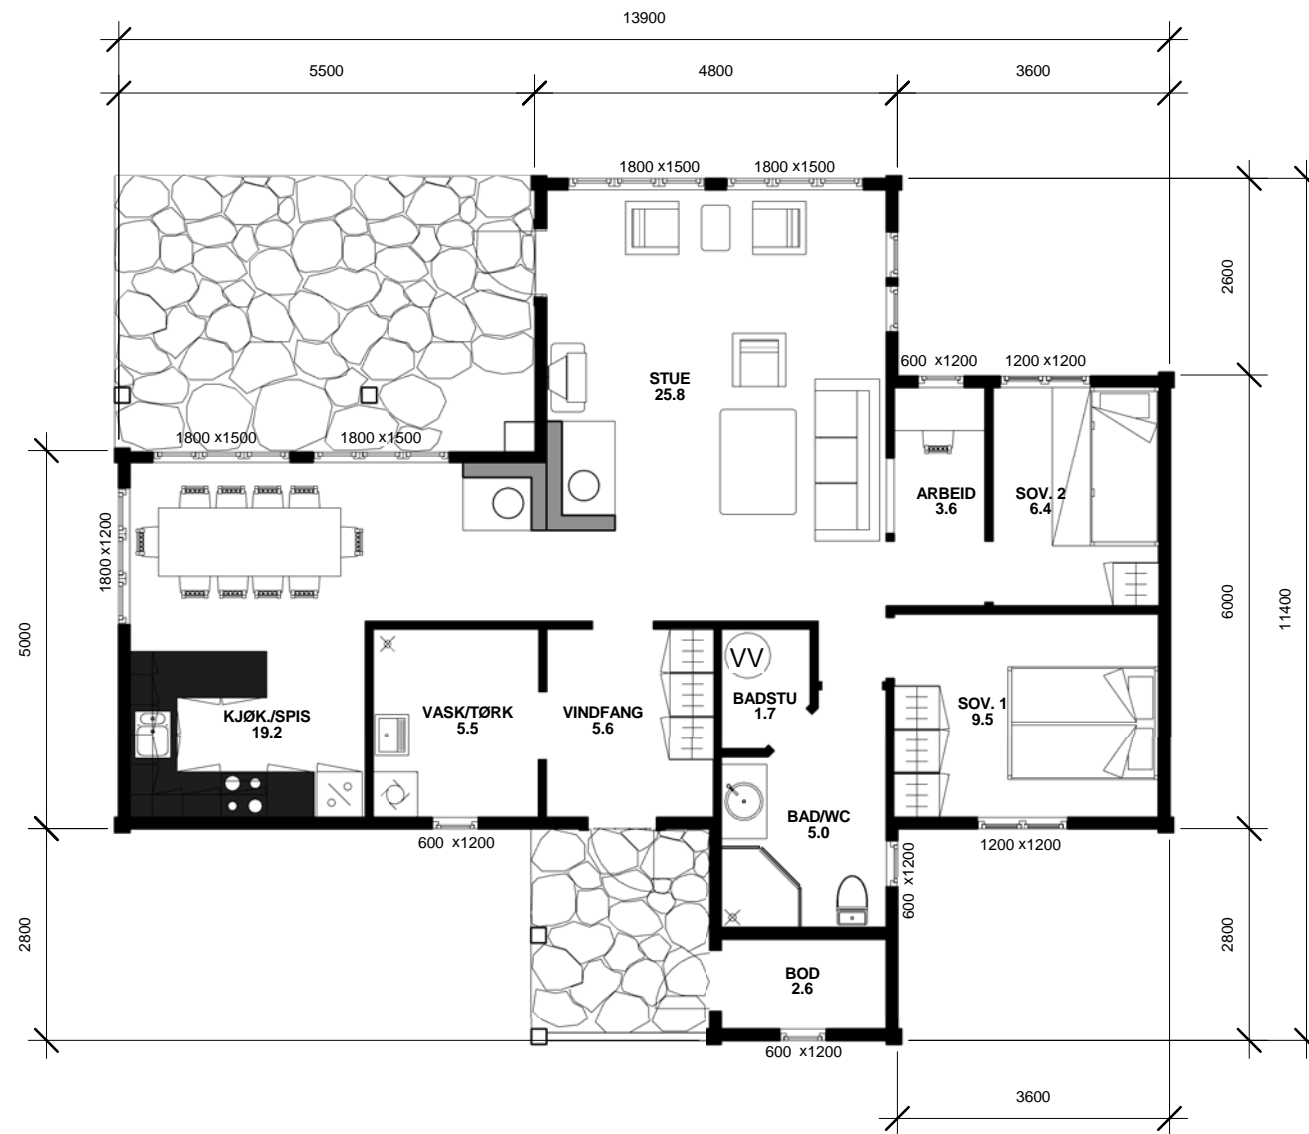 13900
5500
4800
3600
1800 x1500
1800 x1500
2600
600 x1200
1200 x1200
STUE
25.8
1800 x1500
1800 x1500
ARBEID
3.6
SOV. 2
6.4
1800 x1200
5000
6000
11400
VV
BADSTU
1.7
KJØK./SPIS
19.2
VASK/TØRK
5.5
VINDFANG
5.6
SOV. 1
9.5
BAD/WC
5.0
600 x1200
1200 x1200
600 x1200
2800
2800
BOD
2.6
600 x1200
3600